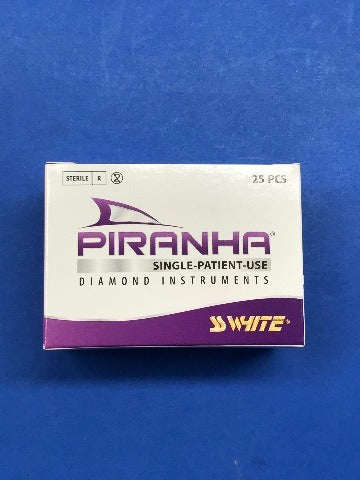 STERILE R 25 PCS
PIRANHA
SINGLE-PATIENT-USE
DIAMOND INSTRUMENTS
SS WHITE